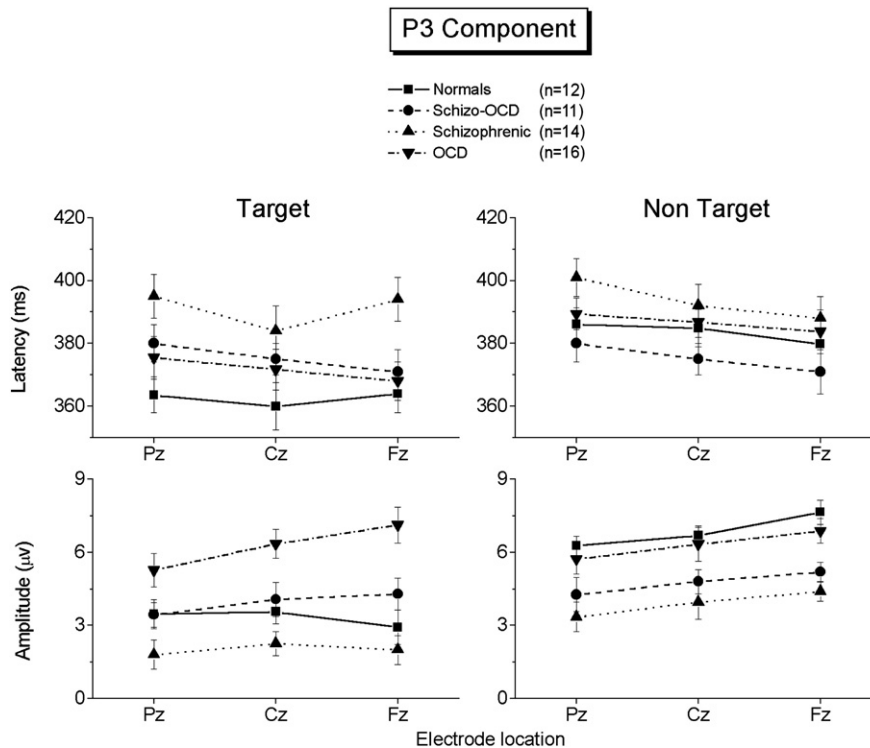 P3 Component
Normals (n=12)
Schizo-OCD (n=11)
Schizophrenic (n=14)
OCD (n=16)
Target
Non Target
Latency (ms)
420
400
380
360
Pz Cz Fz
420
400
380
360
Pz Cz Fz
Amplitude (μv)
9
6
3
0
Pz Cz Fz
9
6
3
0
Pz Cz Fz
Electrode location